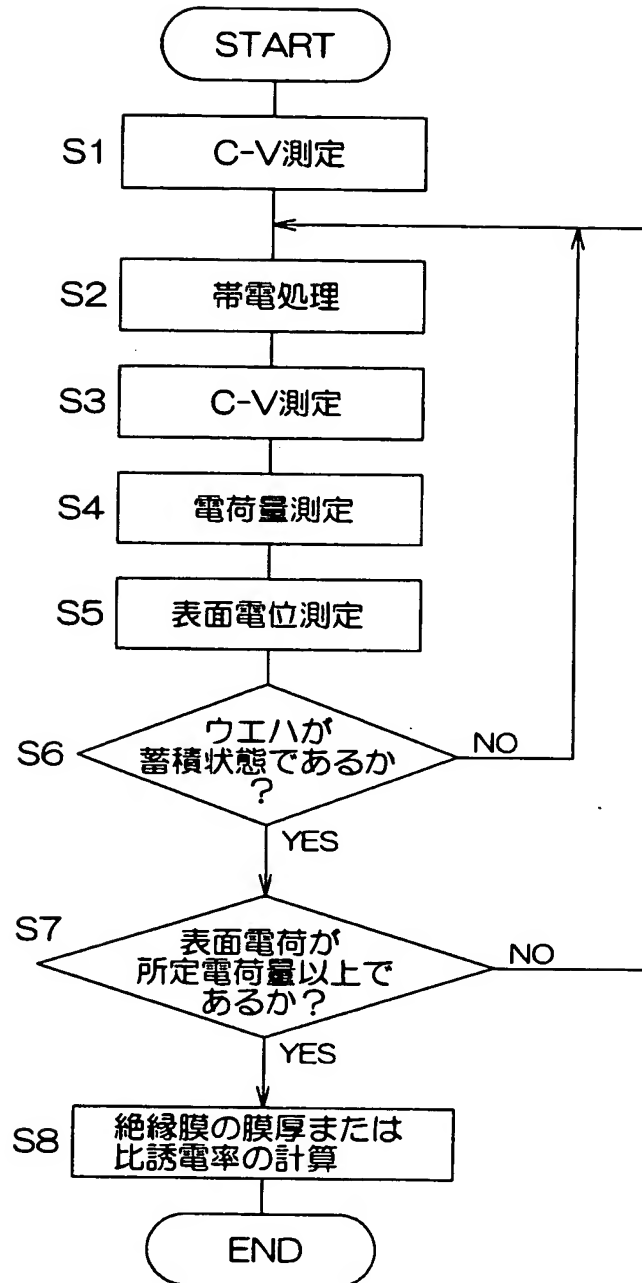 START
S1
C-V測定
S2
帯電処理
S3
C-V測定
S4
電荷量測定
S5
表面電位測定
S6
ウエハが
蓄積状態であるか
?
NO
YES
S7
表面電荷が
所定電荷量以上で
あるか?
NO
YES
S8
絶縁膜の膜厚または
比誘電率の計算
END